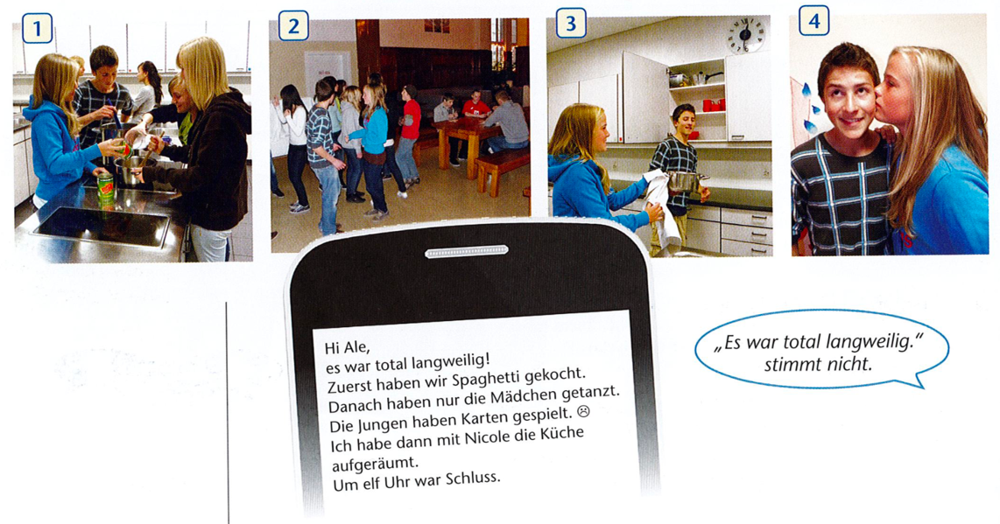 1
2
3
4
Hi Ale,
es war total langweilig!
Zuerst haben wir Spaghetti gekocht.
Danach haben nur die Mädchen getanzt.
Die Jungen haben Karten gespielt. ☹
Ich habe dann mit Nicole die Küche
aufgeräumt.
Um elf Uhr war Schluss.
„Es war total langweilig.“
stimmt nicht.